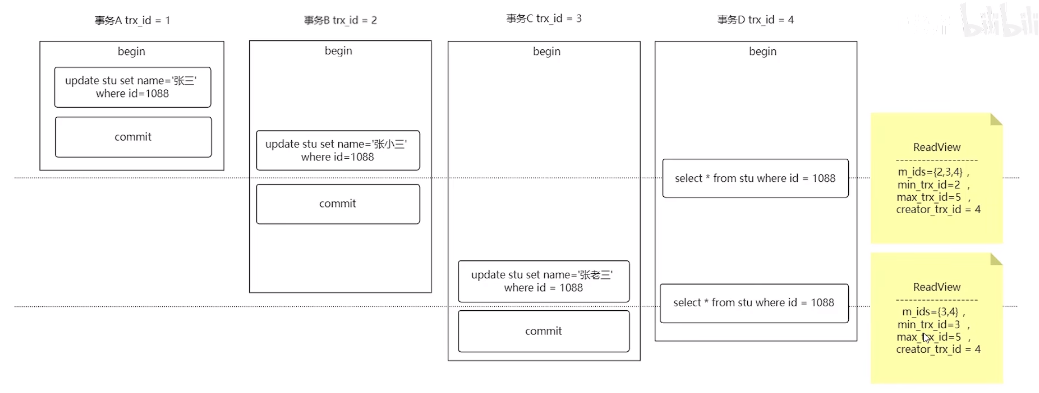 事务A trx_id = 1
事务B trx_id = 2
事务C trx_id = 3
事务D trx_id = 4
bilibili
begin
update stu set name='张三'
where id=1088
commit
begin
update stu set name='张小三'
where id=1088
commit
begin
update stu set name='张老三'
where id = 1088
commit
begin
select * from stu where id = 1088
select * from stu where id = 1088
ReadView
--------------------
m_ids={2,3,4} ,
min_trx_id=2 ,
max_trx_id=5 ,
creator_trx_id = 4
ReadView
--------------------
m_ids={3,4} ,
min_trx_id=3 ,
max_trx_id=5 ,
creator_trx_id = 4